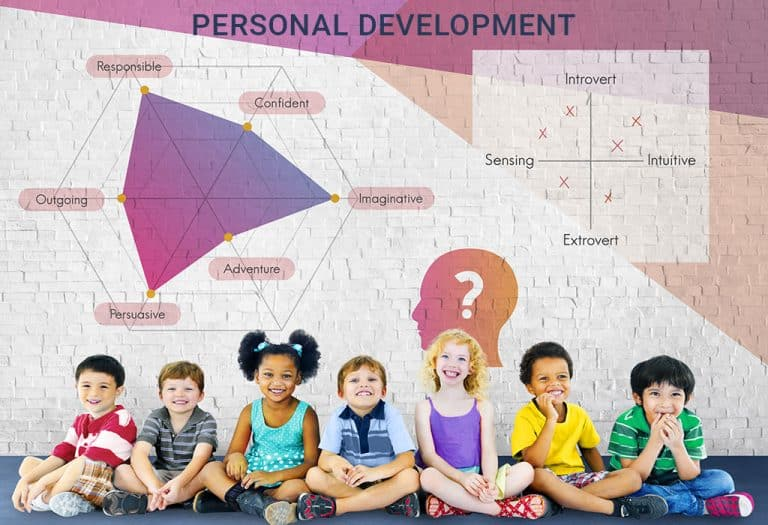 PERSONAL DEVELOPMENT
Responsible
Confident
Outgoing
Imaginative
Adventure
Persuasive
Introvert
Sensing
Intuitive
Extrovert
?